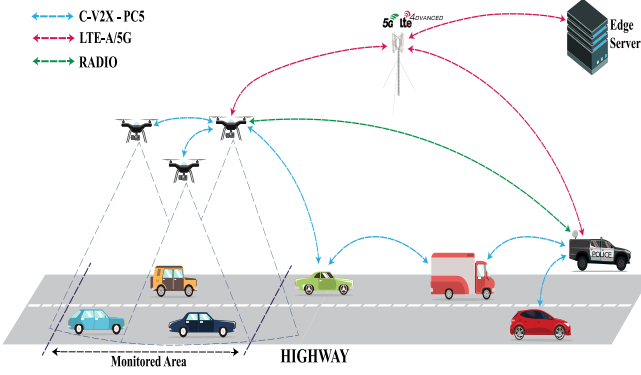 C-V2X - PC5
LTE-A/5G
RADIO
5G LTE ADVANCED
Edge
Server
POLICE
Monitored Area
HIGHWAY